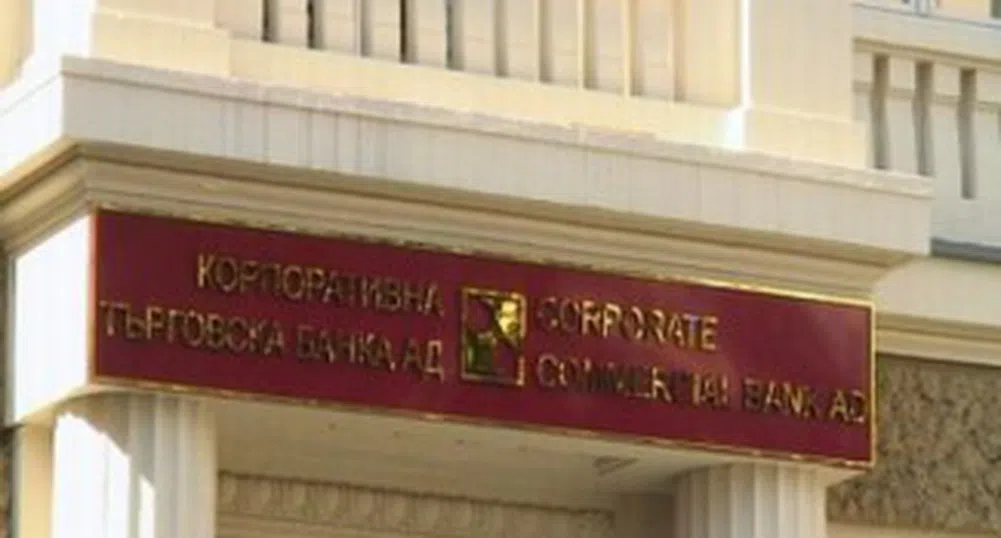 КОРПОРАТИВНА
ТЪРГОВСКА БАНКА АД
CORPORATE
COMMERCIAL BANK AD